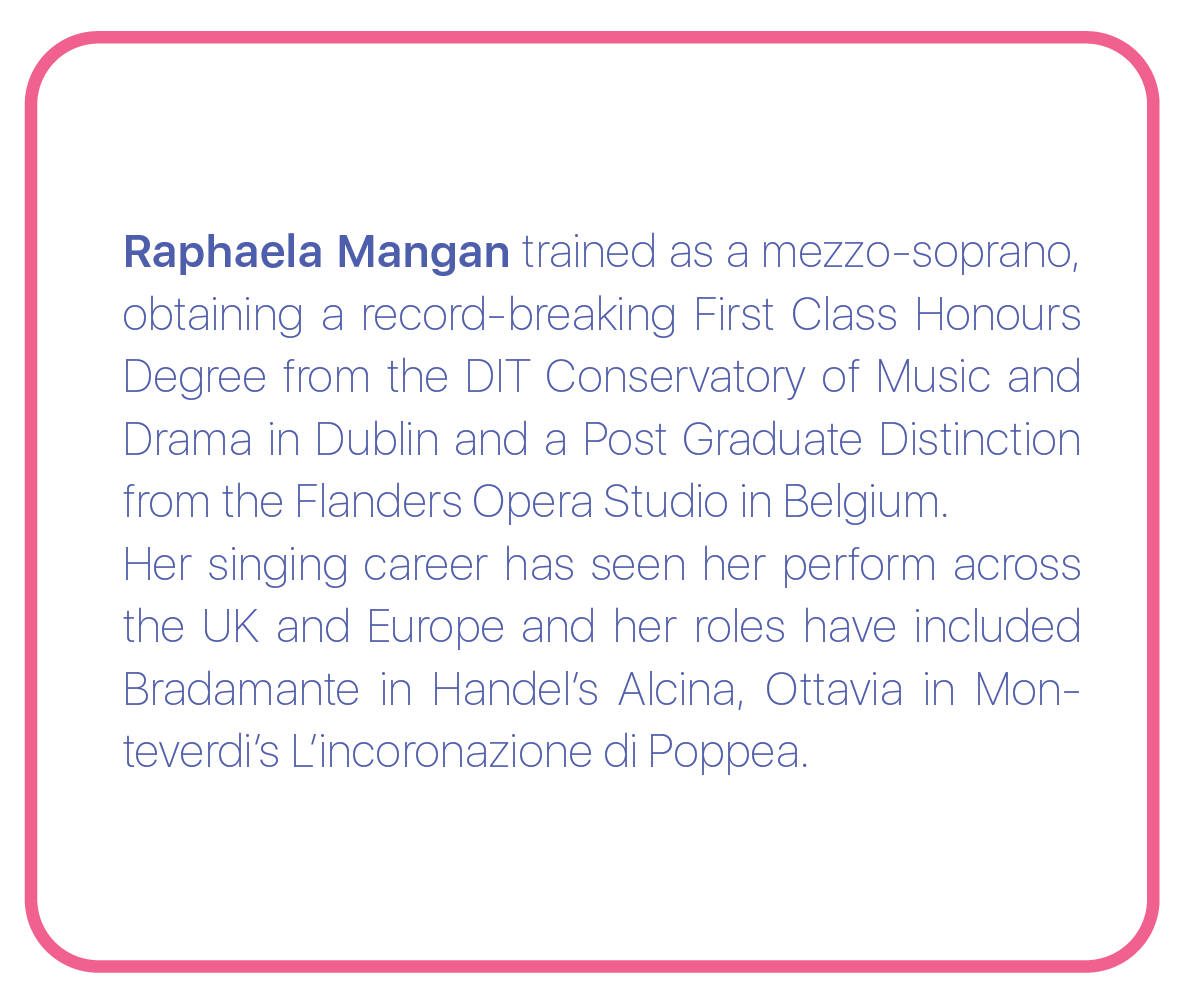 Raphaela Mangan trained as a mezzo-soprano,
obtaining a record-breaking First Class Honours
Degree from the DIT Conservatory of Music and
Drama in Dublin and a Post Graduate Distinction
from the Flanders Opera Studio in Belgium.
Her singing career has seen her perform across
the UK and Europe and her roles have included
Bradamante in Handel’s Alcina, Ottavia in Mon-
teverdi’s L’incoronazione di Poppea.